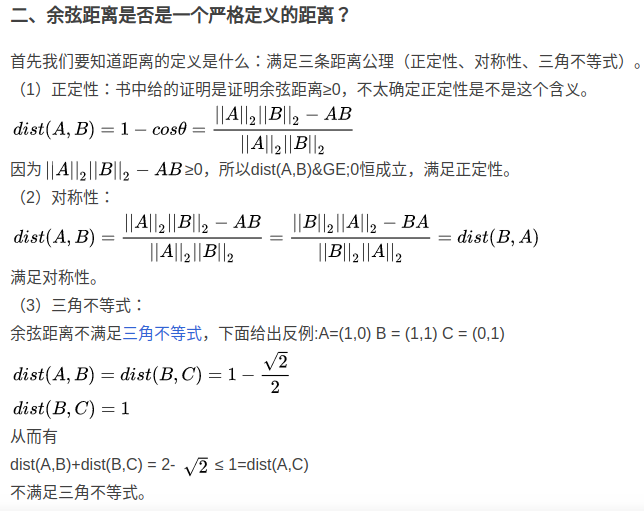 二、余弦距离是否是一个严格定义的距离？
首先我们要知道距离的定义是什么：满足三条距离公理（正定性、对称性、三角不等式）。
（1）正定性：书中给的证明是证明余弦距离≥0，不太确定正定性是不是这个含义。
dist(A, B) = 1 − cosθ = \frac{||A||_2||B||_2 − AB}{||A||_2||B||_2}
因为 ||A||_2||B||_2 − AB ≥0，所以dist(A,B)&GE;0恒成立，满足正定性。
（2）对称性：
dist(A, B) = \frac{||A||_2||B||_2 − AB}{||A||_2||B||_2} = \frac{||B||_2||A||_2 − BA}{||B||_2||A||_2} = dist(B, A)
满足对称性。
（3）三角不等式：
余弦距离不满足三角不等式，下面给出反例:A=(1,0) B = (1,1) C = (0,1)
dist(A, B) = dist(B, C) = 1 − \frac{\sqrt{2}}{2}
dist(B, C) = 1
从而有
dist(A,B)+dist(B,C) = 2- \sqrt{2} ≤ 1=dist(A,C)
不满足三角不等式。